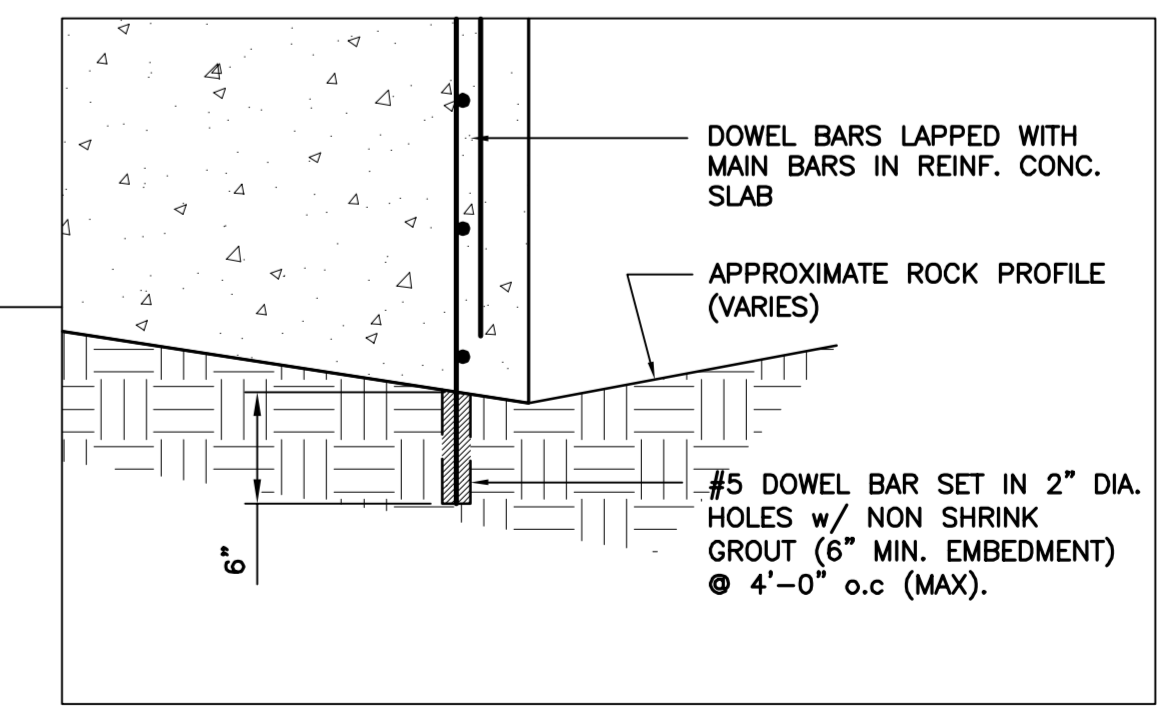 DOWEL BARS LAPPED WITH
MAIN BARS IN REINF. CONC.
SLAB
APPROXIMATE ROCK PROFILE
(VARIES)
#5 DOWEL BAR SET IN 2" DIA.
HOLES w/ NON SHRINK
GROUT (6" MIN. EMBEDMENT)
@ 4'-0" o.c (MAX).
6"